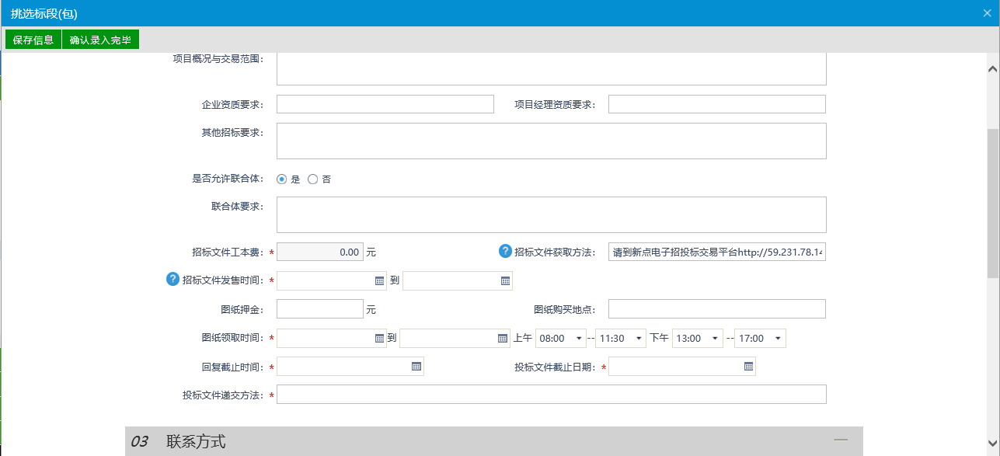 挑选标段(包)
保存信息 确认录入完毕
项目概况与交易范围:
企业资质要求: 项目经理资质要求:
其他招标要求:
是否允许联合体: 是 否
联合体要求:
招标文件工本费: * 0.00 元 ? 招标文件获取方法: 请到新点电子招投标交易平台http://59.231.78.14
? 招标文件发售时间: * 到
图纸押金: 元 图纸购买地点:
图纸领取时间: * 到 上午 08:00 -- 11:30 下午 13:00 -- 17:00
回复截止时间: * 投标文件截止日期: *
投标文件递交方法: *
03 联系方式